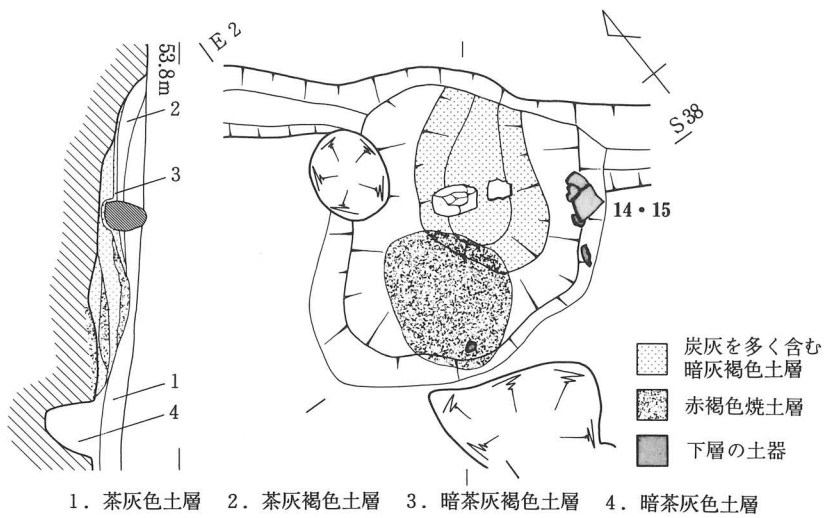 E 2
53.8m
2
3
S 38
14・15
1
4
炭灰を多く含む
暗灰褐色土層
赤褐色焼土層
下層の土器
1. 茶灰色土層 2. 茶灰褐色土層 3. 暗茶灰褐色土層 4. 暗茶灰色土層